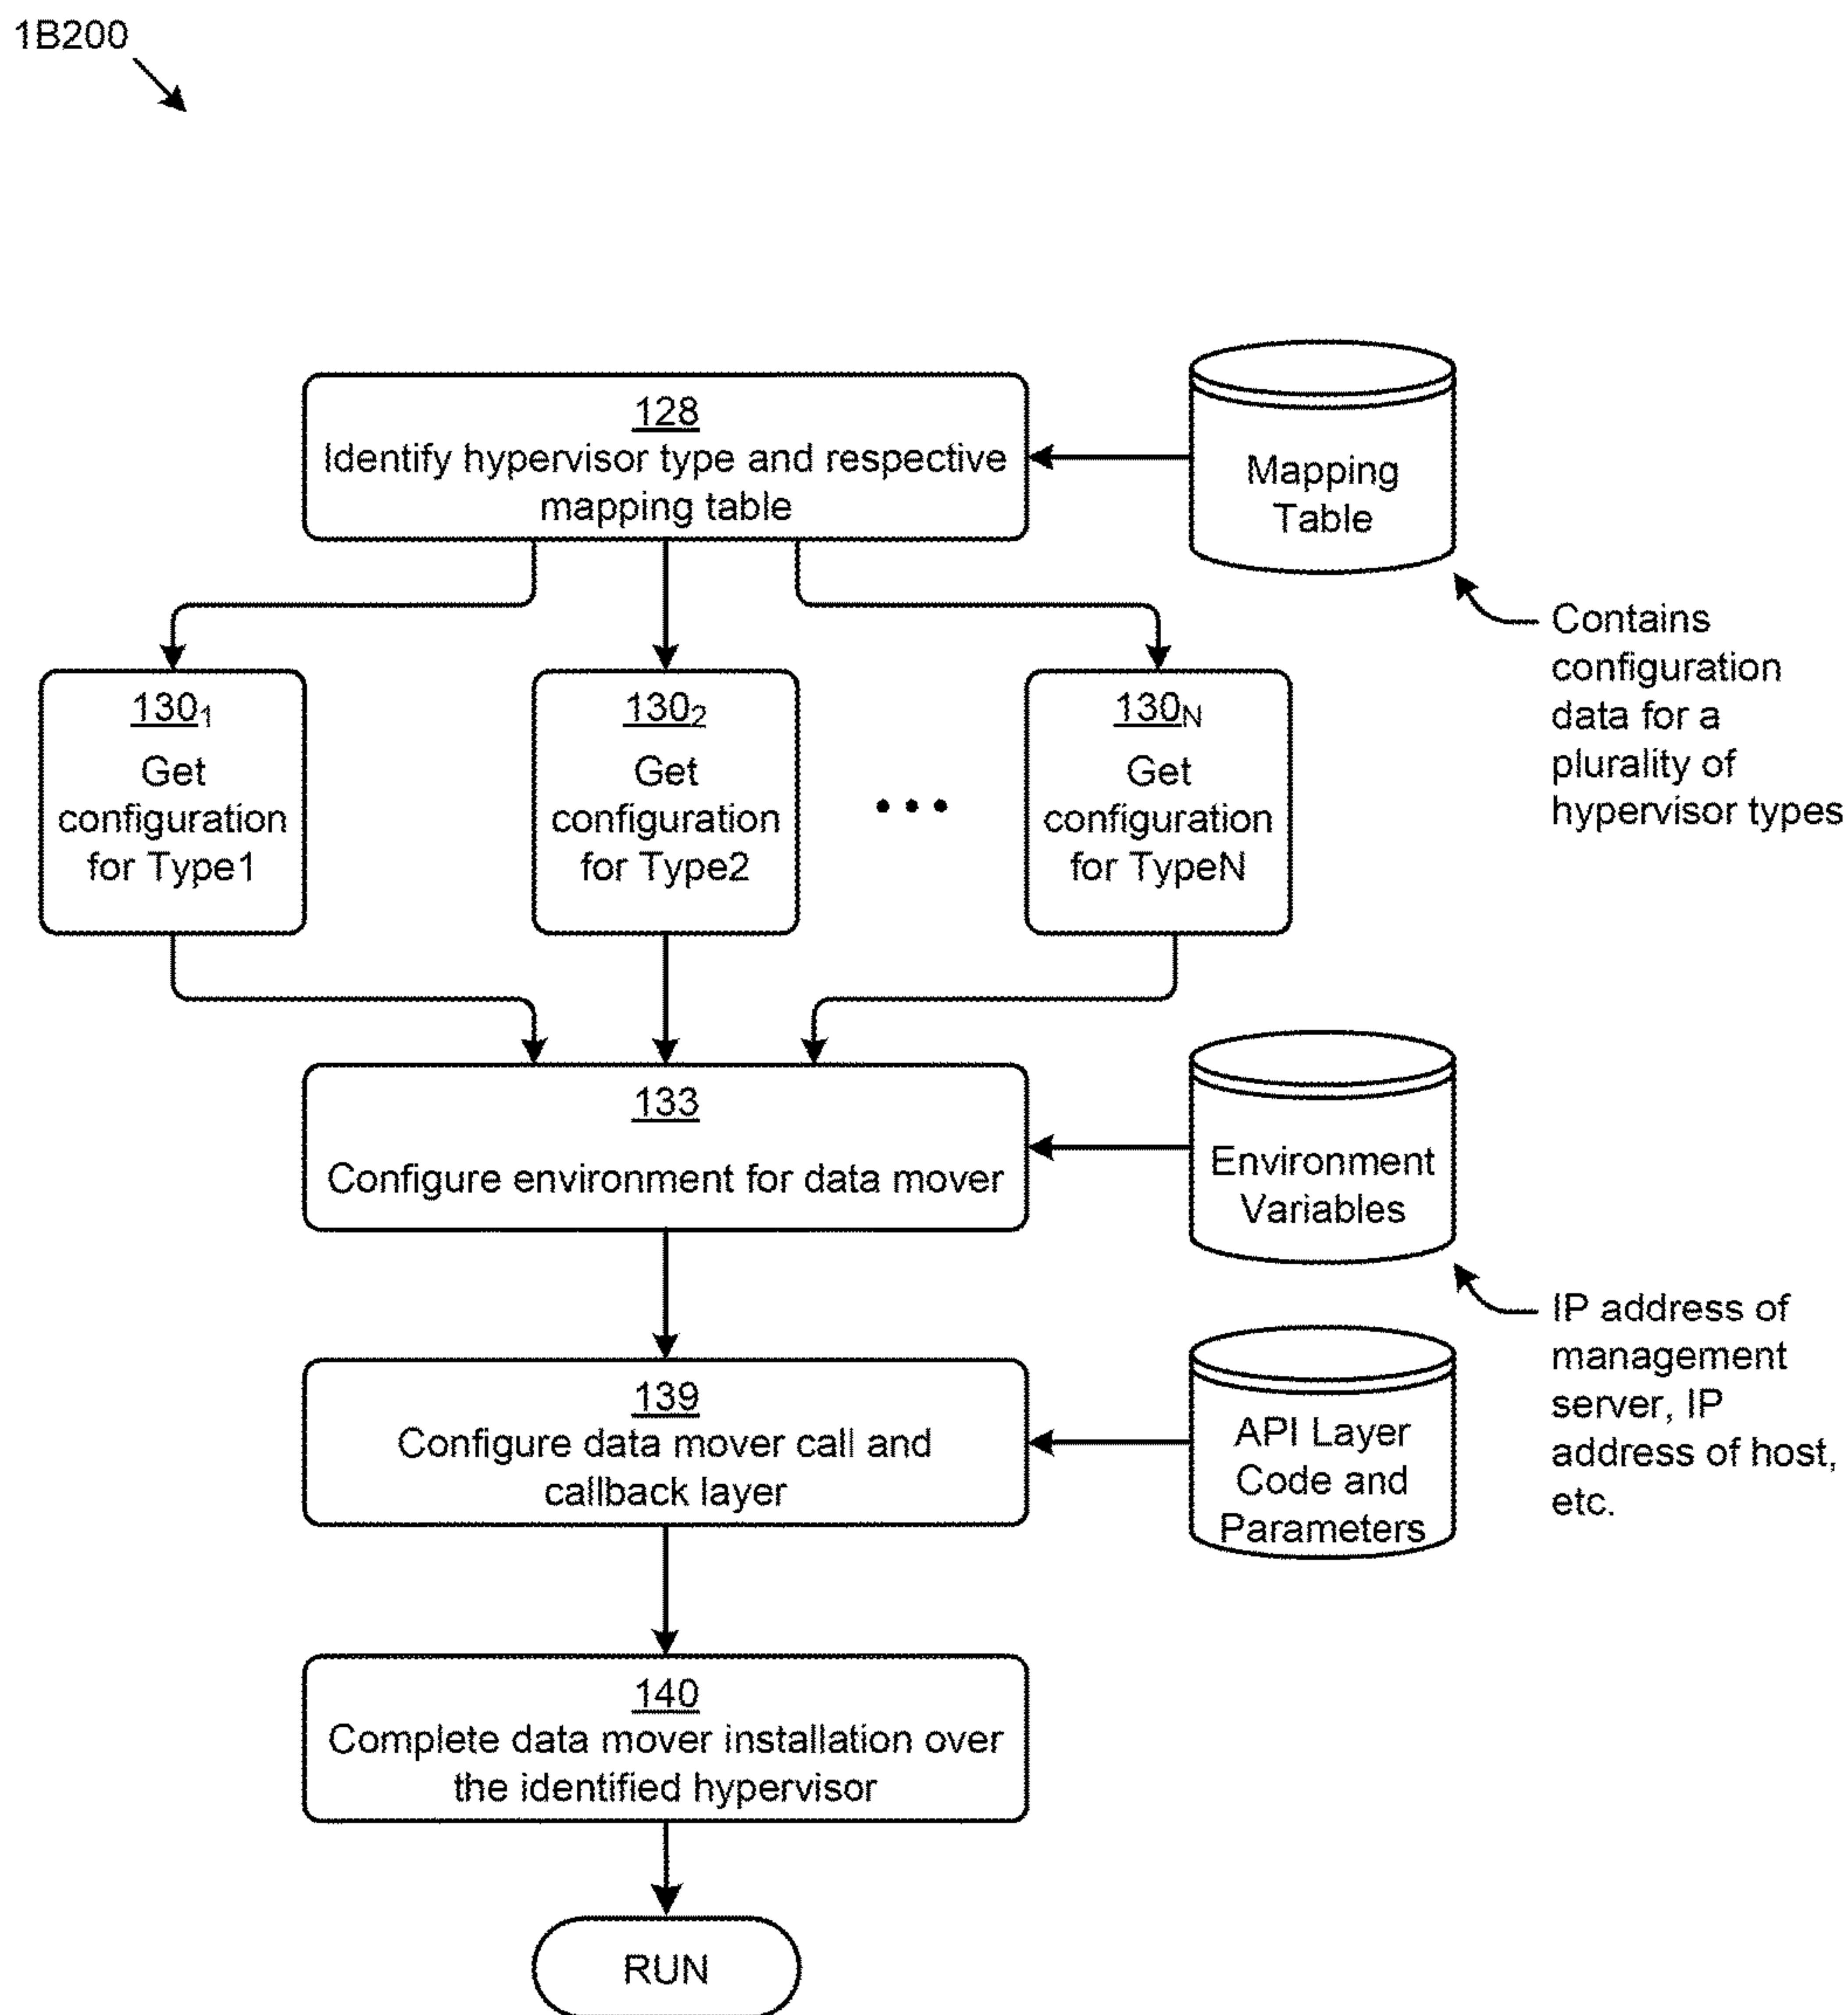 1B200
128
Identify hypervisor type and respective
mapping table
Mapping
Table
Contains
configuration
data for a
plurality of
hypervisor types
130₁
Get
configuration
for Type1
130₂
Get
configuration
for Type2
• • •
130N
Get
configuration
for TypeN
133
Configure environment for data mover
Environment
Variables
IP address of
management
server, IP
address of host,
etc.
139
Configure data mover call and
callback layer
API Layer
Code and
Parameters
140
Complete data mover installation over
the identified hypervisor
RUN